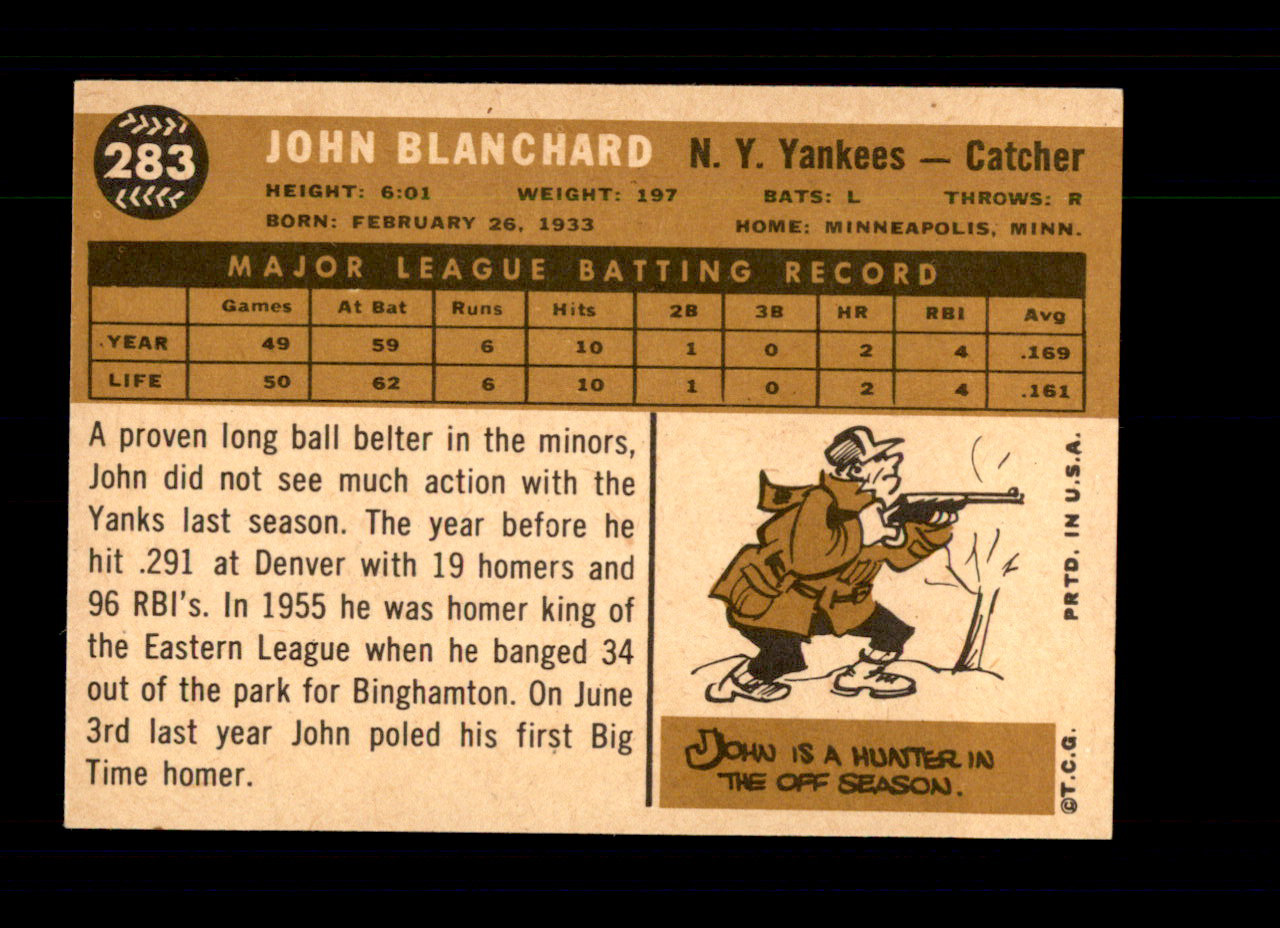 283
JOHN BLANCHARD N. Y. Yankees — Catcher
HEIGHT: 6:01 WEIGHT: 197 BATS: L THROWS: R
BORN: FEBRUARY 26, 1933 HOME: MINNEAPOLIS, MINN.
MAJOR LEAGUE BATTING RECORD
Games At Bat Runs Hits 2B 3B HR RBI Avg
YEAR 49 59 6 10 1 0 2 4 .169
LIFE 50 62 6 10 1 0 2 4 .161
A proven long ball belter in the minors,
John did not see much action with the
Yanks last season. The year before he
hit .291 at Denver with 19 homers and
96 RBI's. In 1955 he was homer king of
the Eastern League when he banged 34
out of the park for Binghamton. On June
3rd last year John poled his first Big
Time homer.
JOHN IS A HUNTER IN
THE OFF SEASON.
©T.C.G. PRTD. IN U.S.A.